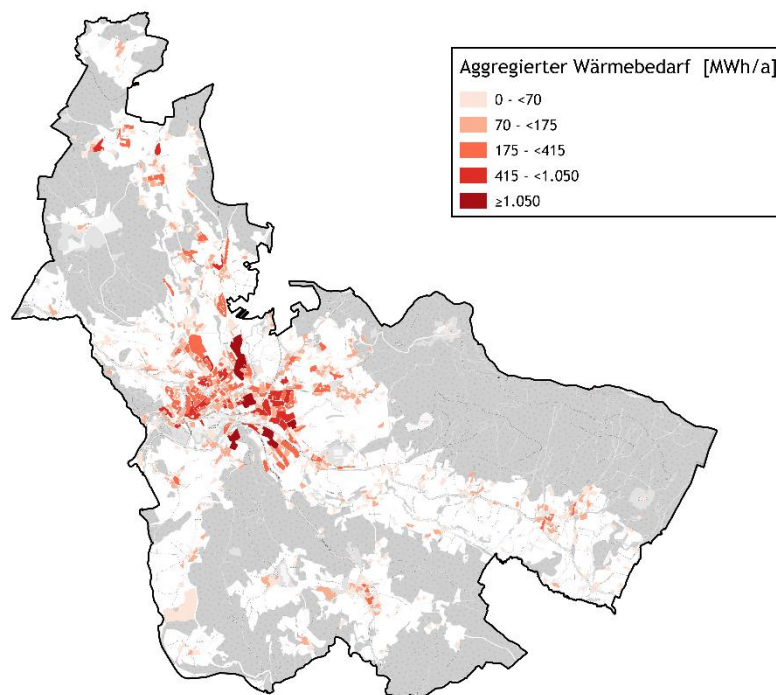 Aggregierter Wärmebedarf [MWh/a]
0 - <70
70 - <175
175 - <415
415 - <1.050
≥1.050